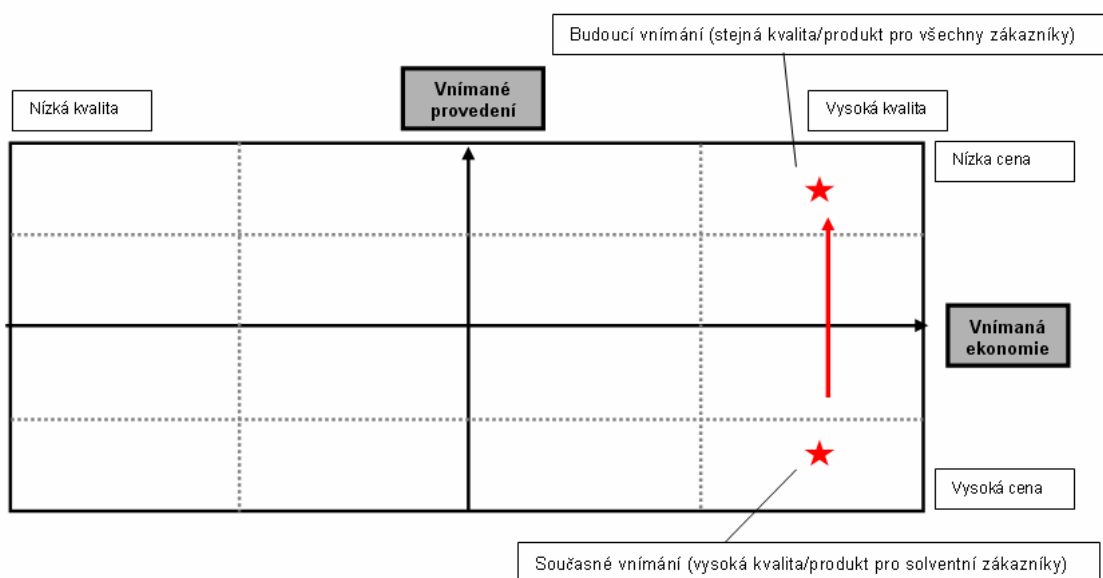 Budoucí vnímání (stejná kvalita/produkt pro všechny zákazníky)
Vnímané
provedení
Nízká kvalita
Vysoká kvalita
Nízka cena
Vnímaná
ekonomie
Vysoká cena
Současné vnímání (vysoká kvalita/produkt pro solventní zákazníky)